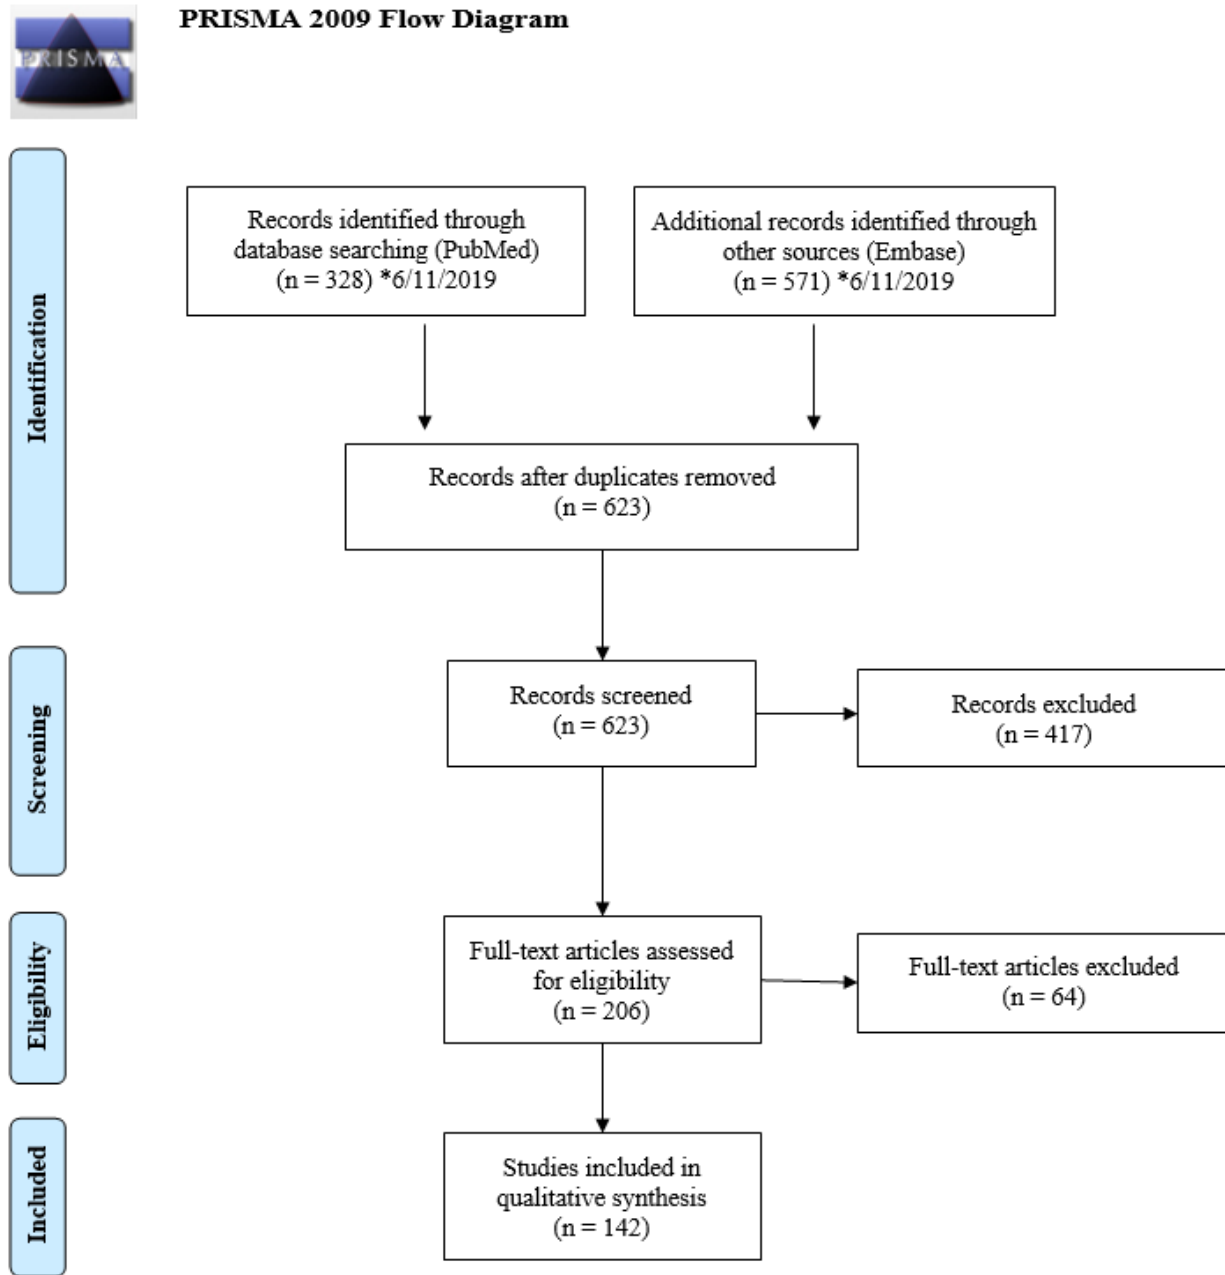 PRISMA 2009 Flow Diagram
PRISMA
Identification
Records identified through
database searching (PubMed)
(n = 328) *6/11/2019
Additional records identified through
other sources (Embase)
(n = 571) *6/11/2019
Records after duplicates removed
(n = 623)
Screening
Records screened
(n = 623)
Records excluded
(n = 417)
Eligibility
Full-text articles assessed
for eligibility
(n = 206)
Full-text articles excluded
(n = 64)
Included
Studies included in
qualitative synthesis
(n = 142)